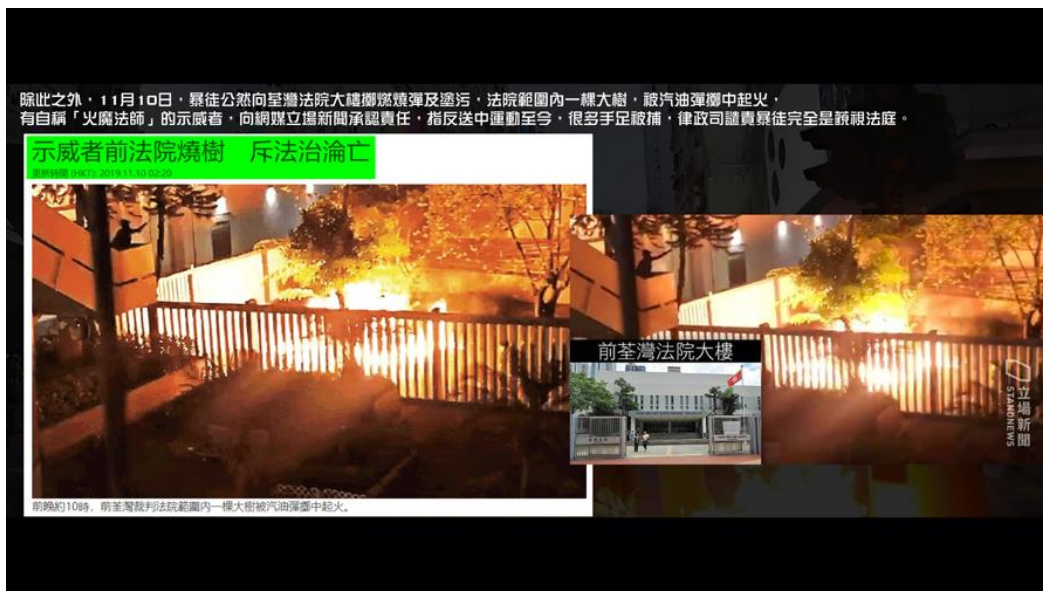 除此之外，11月10日，暴徒公然向荃灣法院大樓擲燃燒彈及塗污，法院範圍內一棵大樹，被汽油彈擲中起火，
有自稱「火魔法師」的示威者，向網媒立場新聞承認責任，指反送中運動至今，很多手足被捕，律政司譴責暴徒完全是藐視法庭。
示威者前法院燒樹 斥法治淪亡
更新時間 (HKT): 2019.11.10 02:20
前荃灣法院大樓
立場新聞
STANDNEWS
前晚約10時，前荃灣裁判法院範圍內一棵大樹被汽油彈擲中起火。